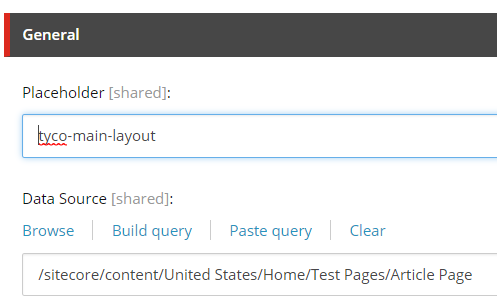 General
Placeholder [shared]:
tyco-main-layout
Data Source [shared]:
Browse Build query Paste query Clear
/sitecore/content/United States/Home/Test Pages/Article Page